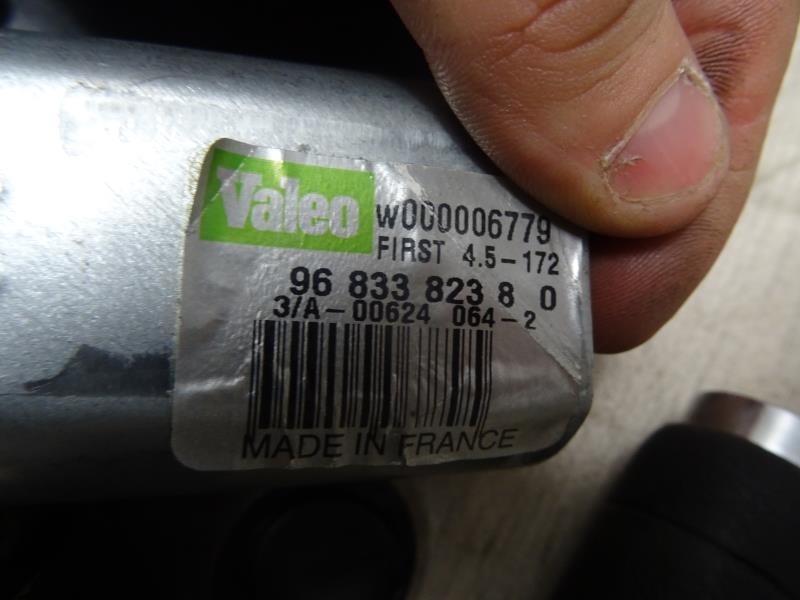 Valeo
W000006779
FIRST 4.5-172
96 833 823 8 0
3/A-00624 064-2
MADE IN FRANCE